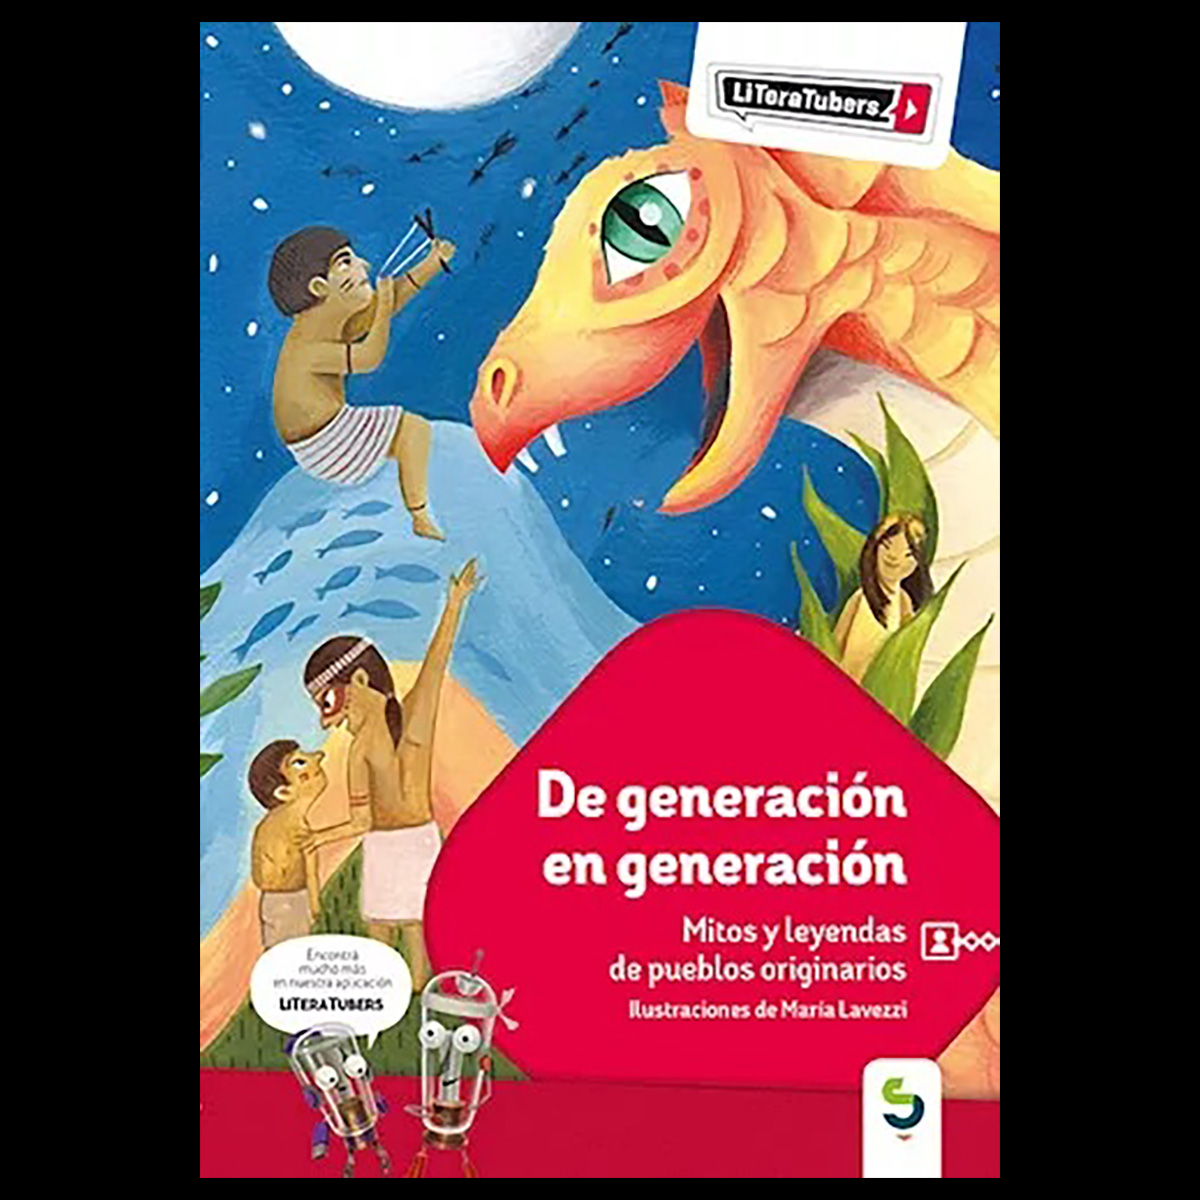 LiTeraTubers
De generación
en generación
Mitos y leyendas
de pueblos originarios
Ilustraciones de María Lavezzi
Encontrá
mucho más
en nuestra aplicación
LITERATUBERS